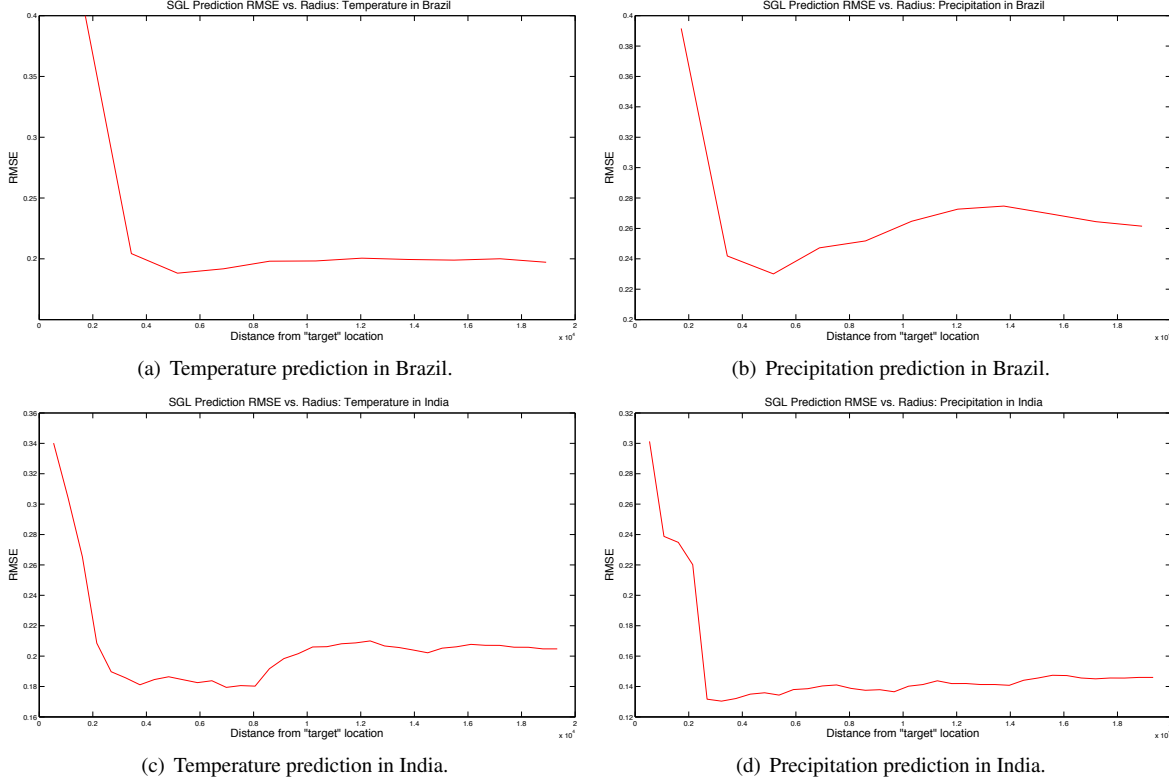 SGL Prediction RMSE vs. Radius: Temperature in Brazil
0.4
0.35
0.3
0.25
0.2
RMSE
0 0.2 0.4 0.6 0.8 1 1.2 1.4 1.6 1.8 2
Distance from "target" location
x 10⁴
(a) Temperature prediction in Brazil.
SGL Prediction RMSE vs. Radius: Precipitation in Brazil
0.4
0.38
0.36
0.34
0.32
0.3
0.28
0.26
0.24
0.22
0.2
RMSE
0 0.2 0.4 0.6 0.8 1 1.2 1.4 1.6 1.8
Distance from "target" location
(b) Precipitation prediction in Brazil.
SGL Prediction RMSE vs. Radius: Temperature in India
0.36
0.34
0.32
0.3
0.28
0.26
0.24
0.22
0.2
0.18
0.16
RMSE
0 0.2 0.4 0.6 0.8 1 1.2 1.4 1.6 1.8 2
Distance from "target" location
x 10⁴
(c) Temperature prediction in India.
SGL Prediction RMSE vs. Radius: Precipitation in India
0.32
0.3
0.28
0.26
0.24
0.22
0.2
0.18
0.16
0.14
0.12
RMSE
0 0.2 0.4 0.6 0.8 1 1.2 1.4 1.6 1.8
Distance from "target" location
(d) Precipitation prediction in India.